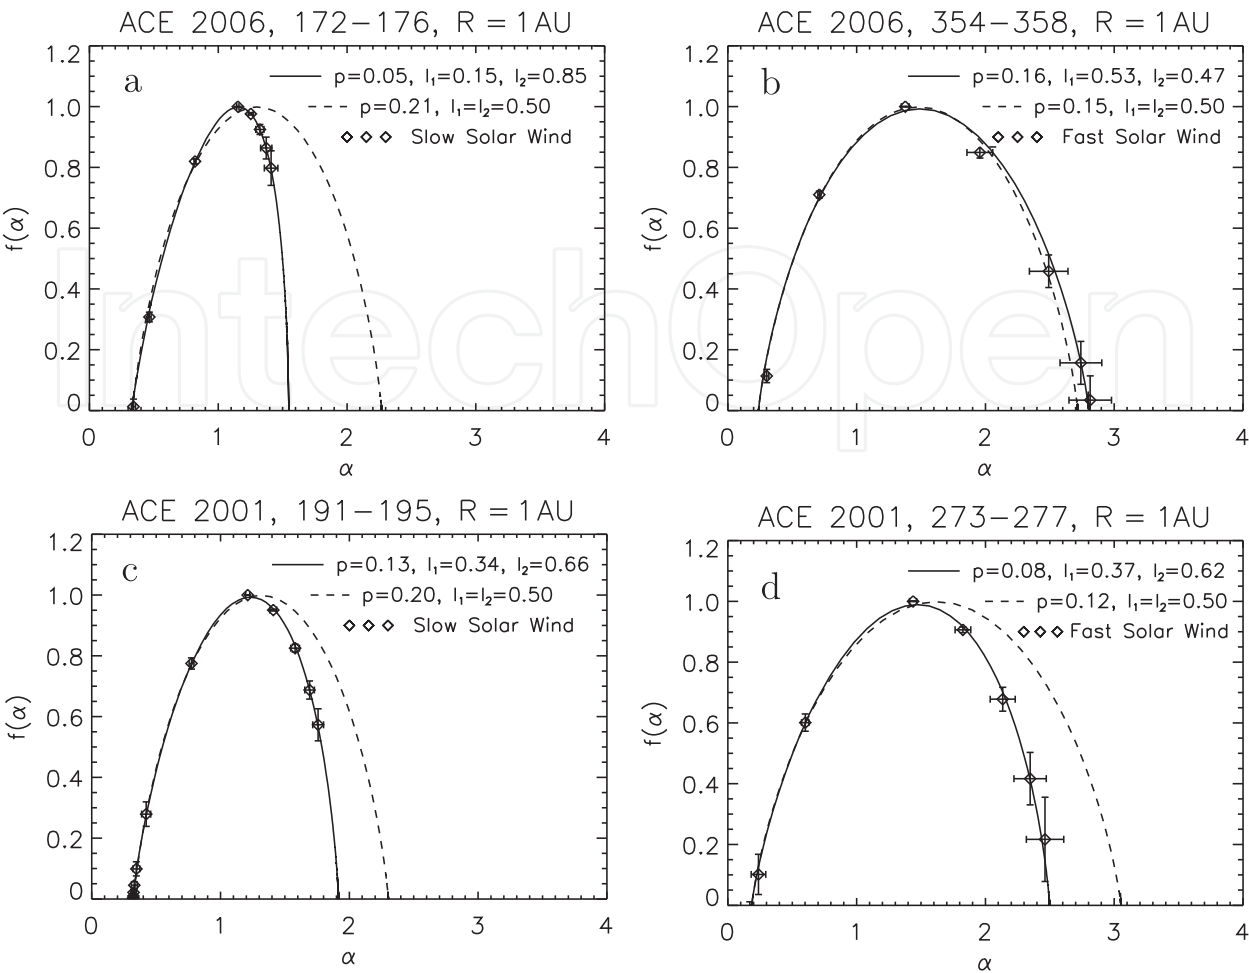 ACE 2006, 172−176, R = 1AU
a
p=0.05, l₁=0.15, l₂=0.85
p=0.21, l₁=l₂=0.50
Slow Solar Wind
1.2
1.0
0.8
0.6
0.4
0.2
0
f(α)
0 1 2 3 4
α
ACE 2006, 354−358, R = 1AU
b
p=0.16, l₁=0.53, l₂=0.47
p=0.15, l₁=l₂=0.50
Fast Solar Wind
1.2
1.0
0.8
0.6
0.4
0.2
0
f(α)
0 1 2 3 4
α
ACE 2001, 191−195, R = 1AU
c
p=0.13, l₁=0.34, l₂=0.66
p=0.20, l₁=l₂=0.50
Slow Solar Wind
1.2
1.0
0.8
0.6
0.4
0.2
0
f(α)
0 1 2 3 4
α
ACE 2001, 273−277, R = 1AU
d
p=0.08, l₁=0.37, l₂=0.62
p=0.12, l₁=l₂=0.50
Fast Solar Wind
1.2
1.0
0.8
0.6
0.4
0.2
0
f(α)
0 1 2 3 4
α
IntechOpen